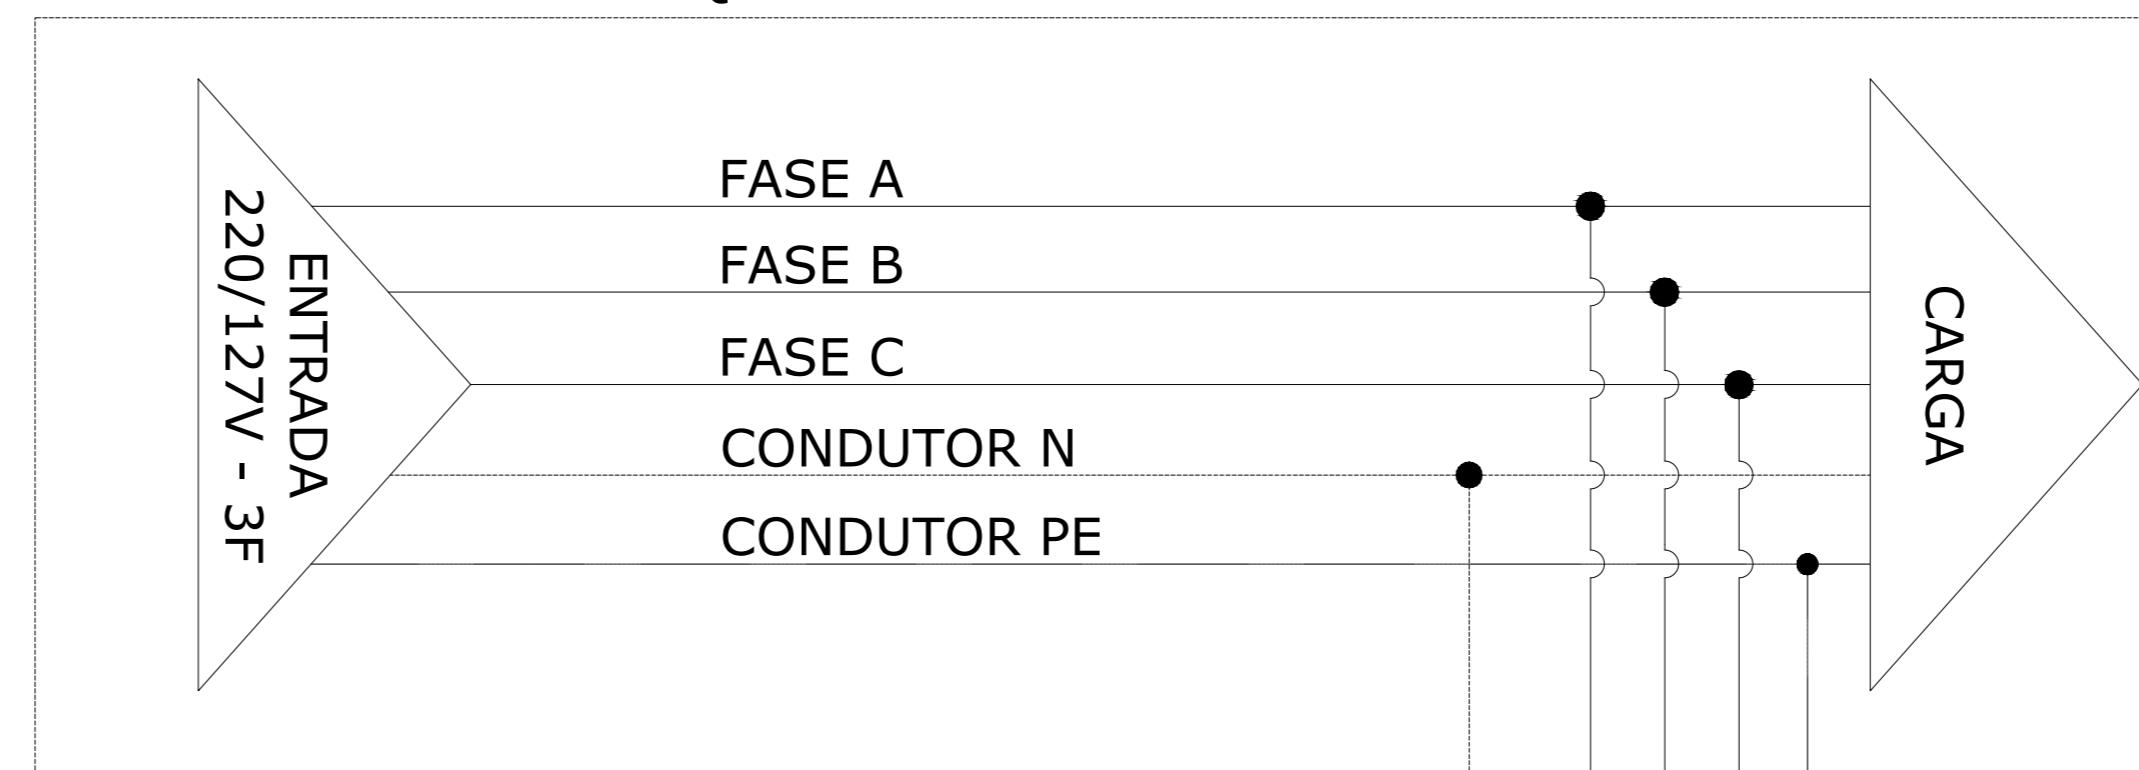 ENTRADA
220/127V - 3F
FASE A
FASE B
FASE C
CONDUTOR N
CONDUTOR PE
CARGA